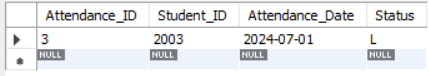 Attendance_ID Student_ID Attendance_Date Status
3 2003 2024-07-01 L
NULL NULL NULL NULL